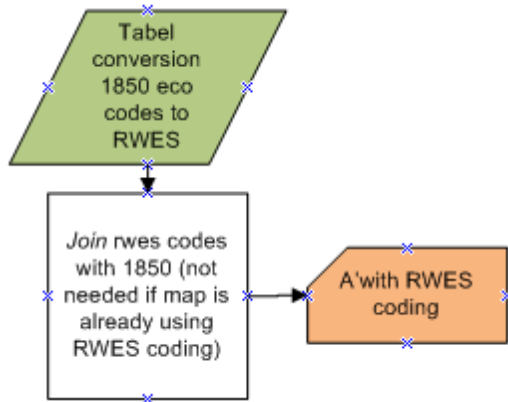 Tabel
conversion
1850 eco
codes to
RWES
Join rwes codes
with 1850 (not
needed if map is
already using
RWES coding)
A'with RWES
coding